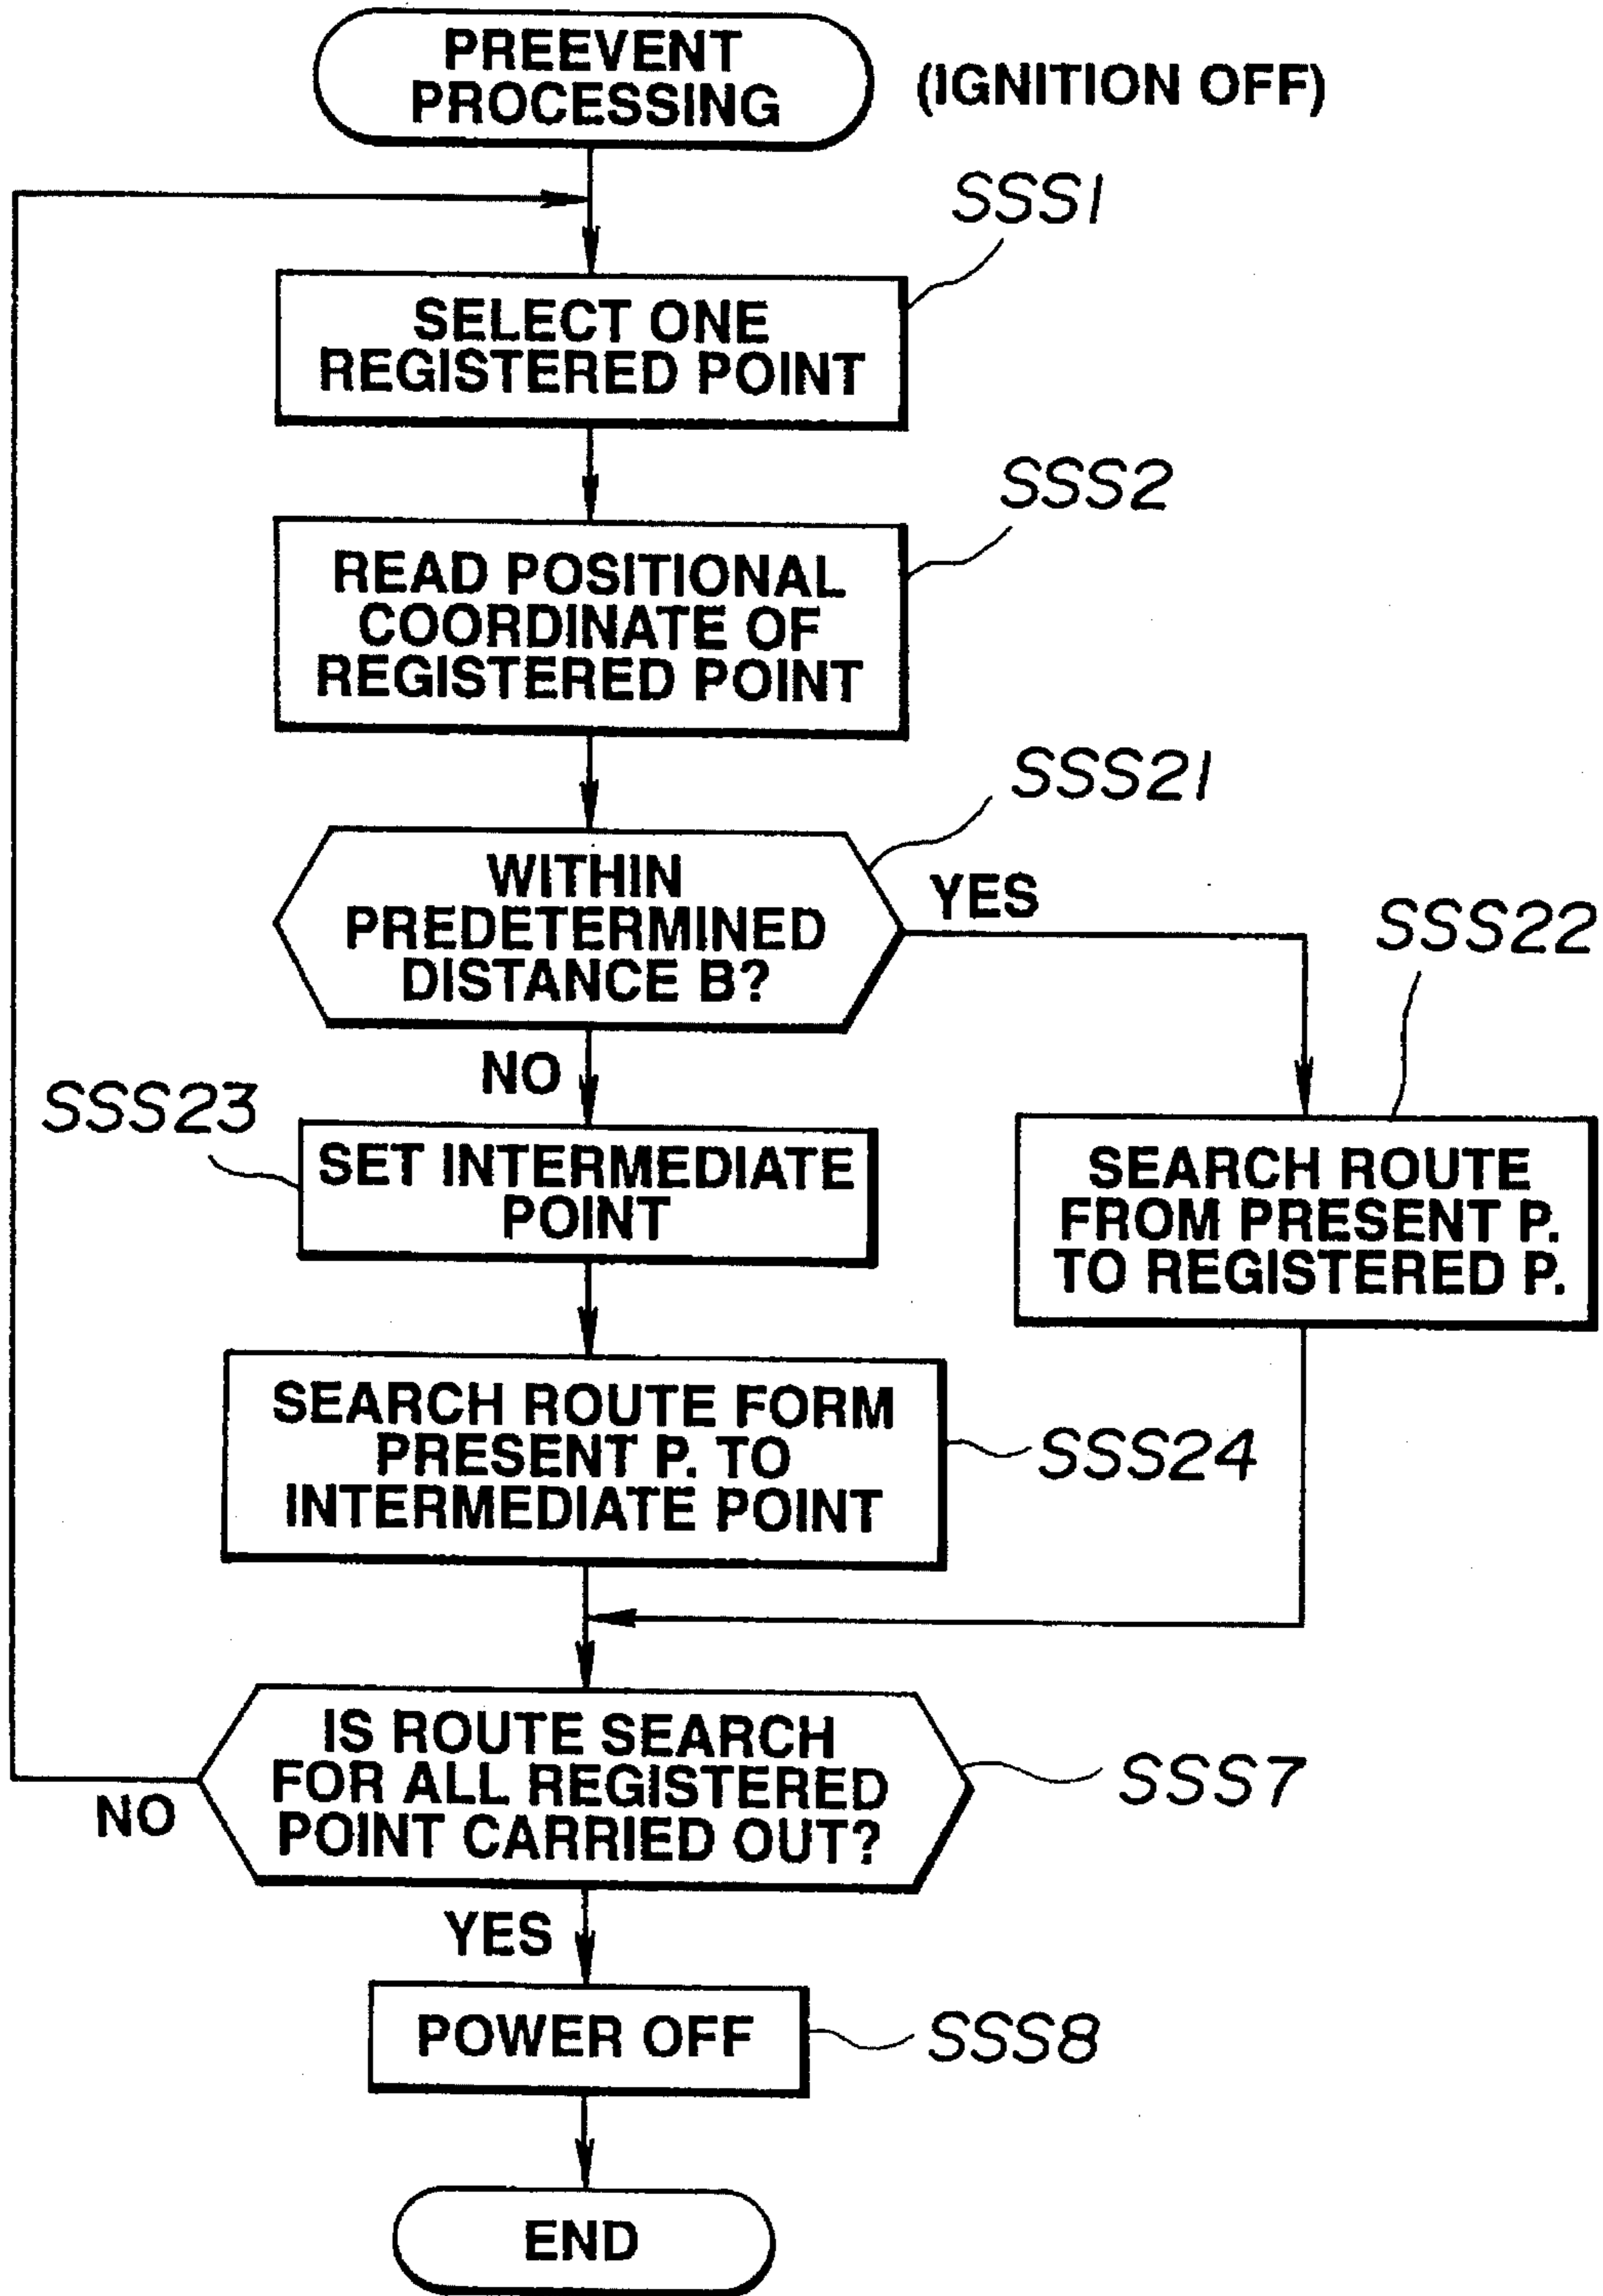 PREEVENT
PROCESSING
(IGNITION OFF)
SSS1
SELECT ONE
REGISTERED POINT
SSS2
READ POSITIONAL
COORDINATE OF
REGISTERED POINT
SSS21
WITHIN
PREDETERMINED
DISTANCE B?
YES
SSS22
NO
SSS23
SET INTERMEDIATE
POINT
SEARCH ROUTE
FROM PRESENT P.
TO REGISTERED P.
SEARCH ROUTE FORM
PRESENT P. TO
INTERMEDIATE POINT
SSS24
IS ROUTE SEARCH
FOR ALL REGISTERED
POINT CARRIED OUT?
SSS7
NO
YES
POWER OFF
SSS8
END